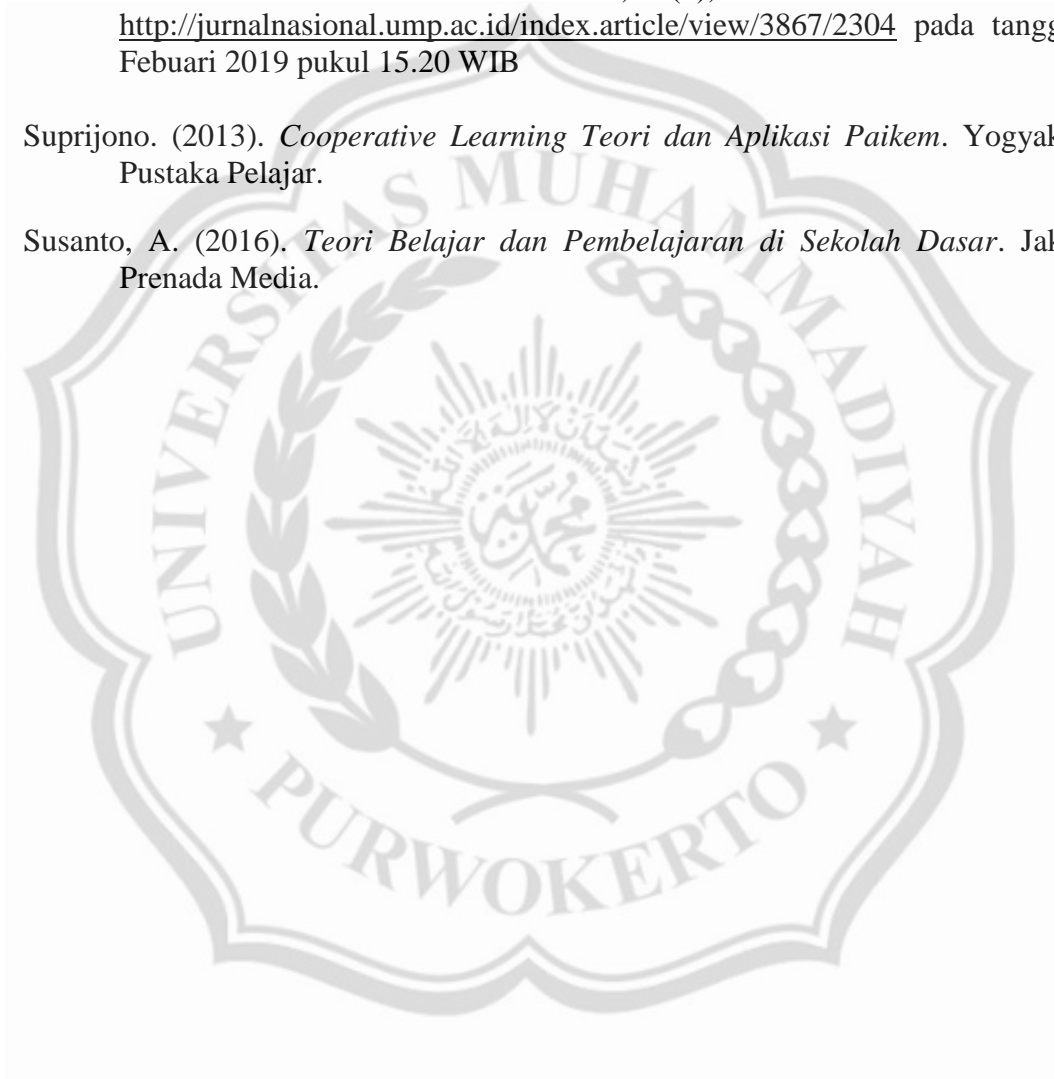 http://jurnalnasional.ump.ac.id/index.article/view/3867/2304 pada tangg
Febuari 2019 pukul 15.20 WIB
Suprijono. (2013). Cooperative Learning Teori dan Aplikasi Paikem. Yogyak
Pustaka Pelajar.
Susanto, A. (2016). Teori Belajar dan Pembelajaran di Sekolah Dasar. Jak
Prenada Media.
UNIVERSITAS MUHAMMADIYAH
PURWOKERTO
محمدية